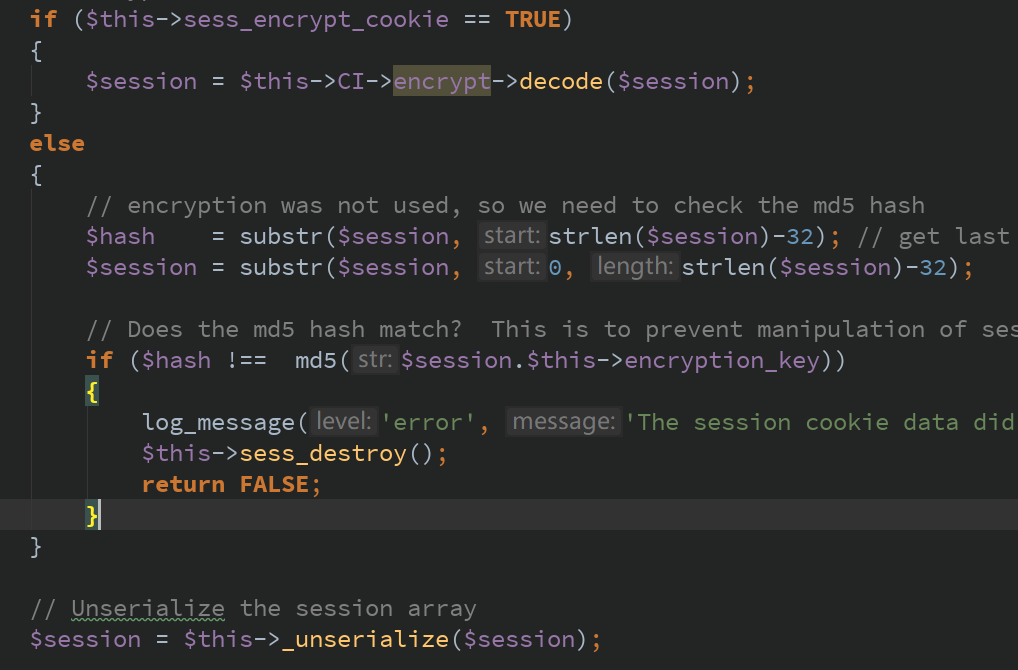 if ($this->sess_encrypt_cookie == TRUE)
{
$session = $this->CI->encrypt->decode($session);
}
else
{
// encryption was not used, so we need to check the md5 hash
$hash    = substr($session, start: strlen($session)-32); // get last
$session = substr($session, start: 0, length: strlen($session)-32);
// Does the md5 hash match?  This is to prevent manipulation of ses
if ($hash !==  md5( str: $session.$this->encryption_key))
{
log_message( level: 'error', message: 'The session cookie data did
$this->sess_destroy();
return FALSE;
}
}
// Unserialize the session array
$session = $this->_unserialize($session);